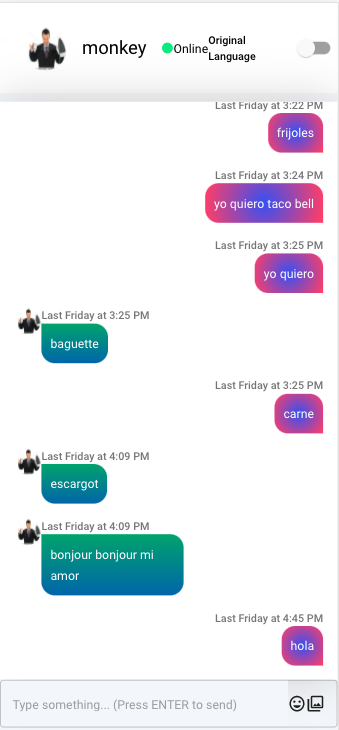 monkey
Online
Original
Language
Last Friday at 3:22 PM
frijoles
Last Friday at 3:24 PM
yo quiero taco bell
Last Friday at 3:25 PM
yo quiero
Last Friday at 3:25 PM
baguette
Last Friday at 3:25 PM
carne
Last Friday at 4:09 PM
escargot
Last Friday at 4:09 PM
bonjour bonjour mi
amor
Last Friday at 4:45 PM
hola
Type something... (Press ENTER to send)